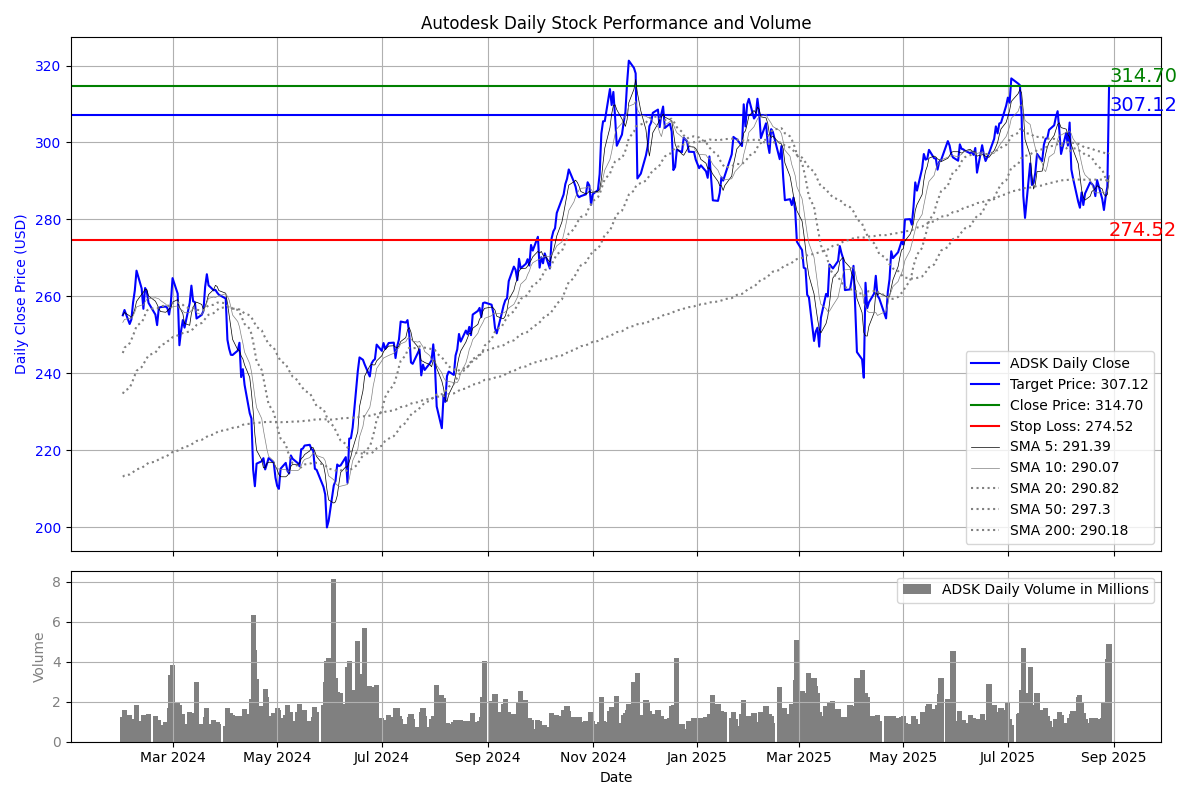 Autodesk Daily Stock Performance and Volume
Daily Close Price (USD)
320
300
280
260
240
220
200
314.70
307.12
274.52
ADSK Daily Close
Target Price: 307.12
Close Price: 314.70
Stop Loss: 274.52
SMA 5: 291.39
SMA 10: 290.07
SMA 20: 290.82
SMA 50: 297.3
SMA 200: 290.18
Volume
8
6
4
2
0
ADSK Daily Volume in Millions
Mar 2024 May 2024 Jul 2024 Sep 2024 Nov 2024 Jan 2025 Mar 2025 May 2025 Jul 2025 Sep 2025
Date